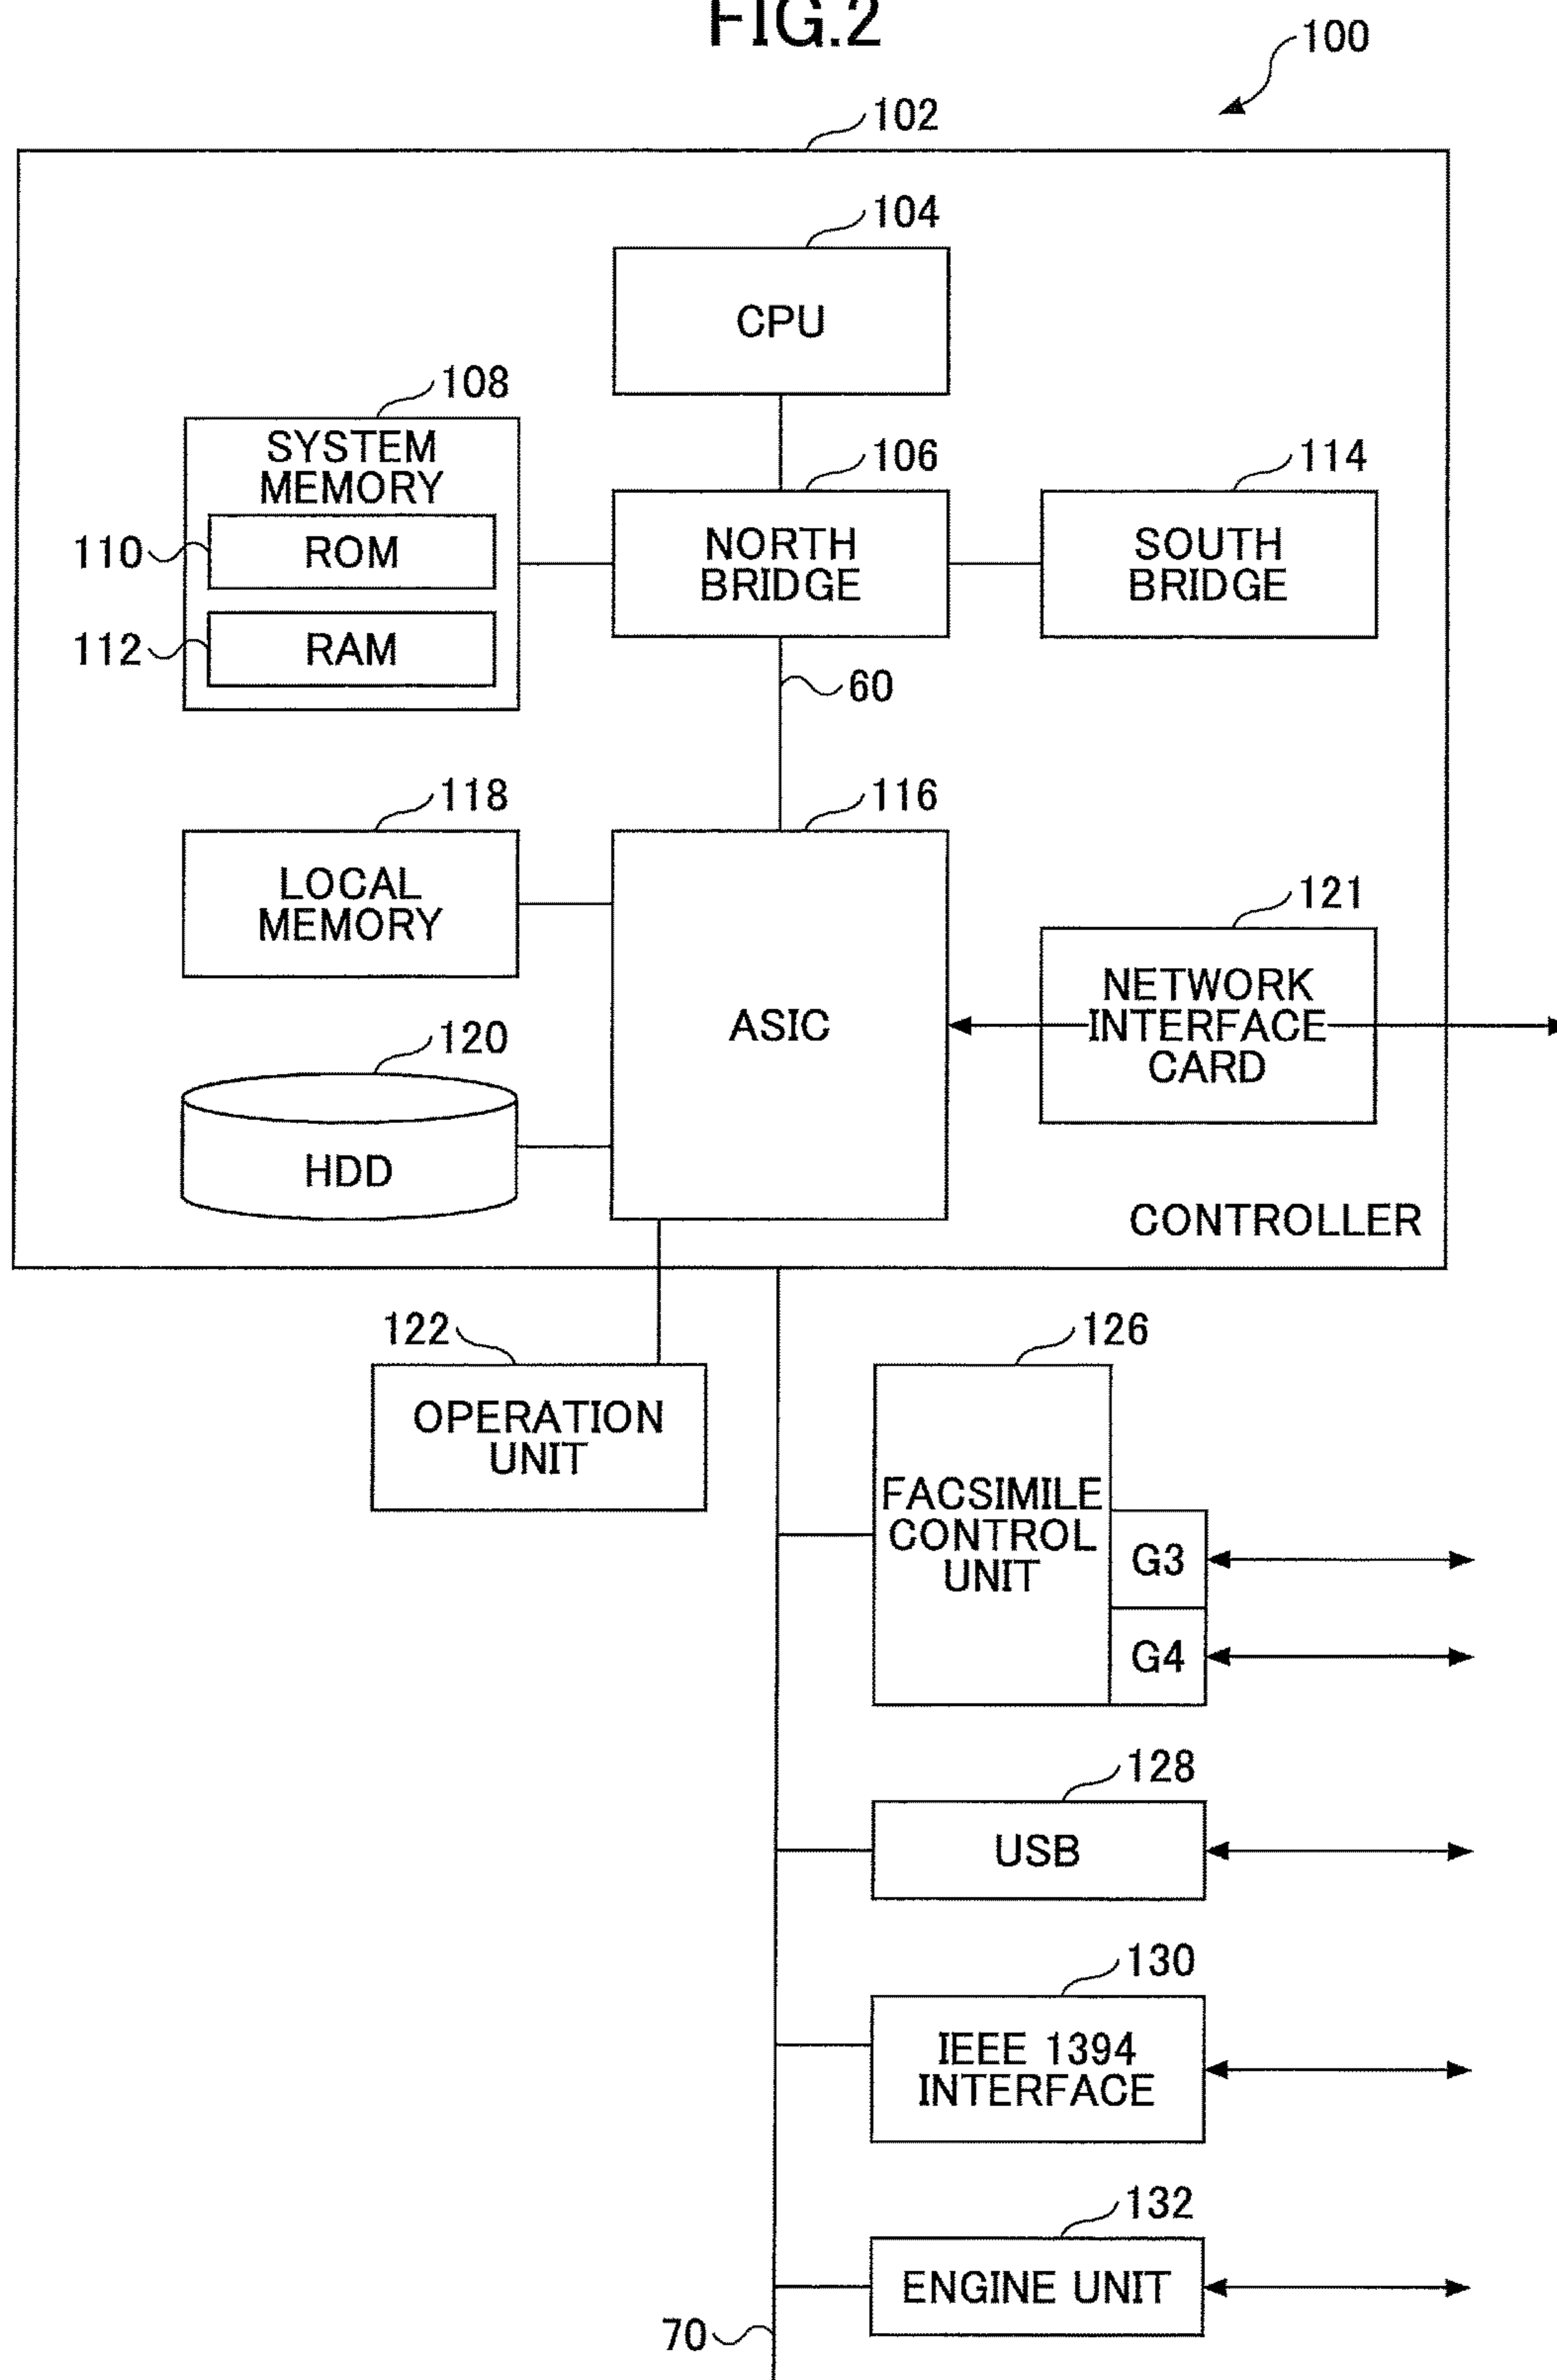 FIG.2
100
102
104
CPU
108
SYSTEM
MEMORY
110
ROM
112
RAM
106
NORTH
BRIDGE
114
SOUTH
BRIDGE
60
118
LOCAL
MEMORY
116
ASIC
121
NETWORK
INTERFACE
CARD
120
HDD
CONTROLLER
122
OPERATION
UNIT
126
FACSIMILE
CONTROL
UNIT
G3
G4
128
USB
130
IEEE 1394
INTERFACE
132
ENGINE UNIT
70